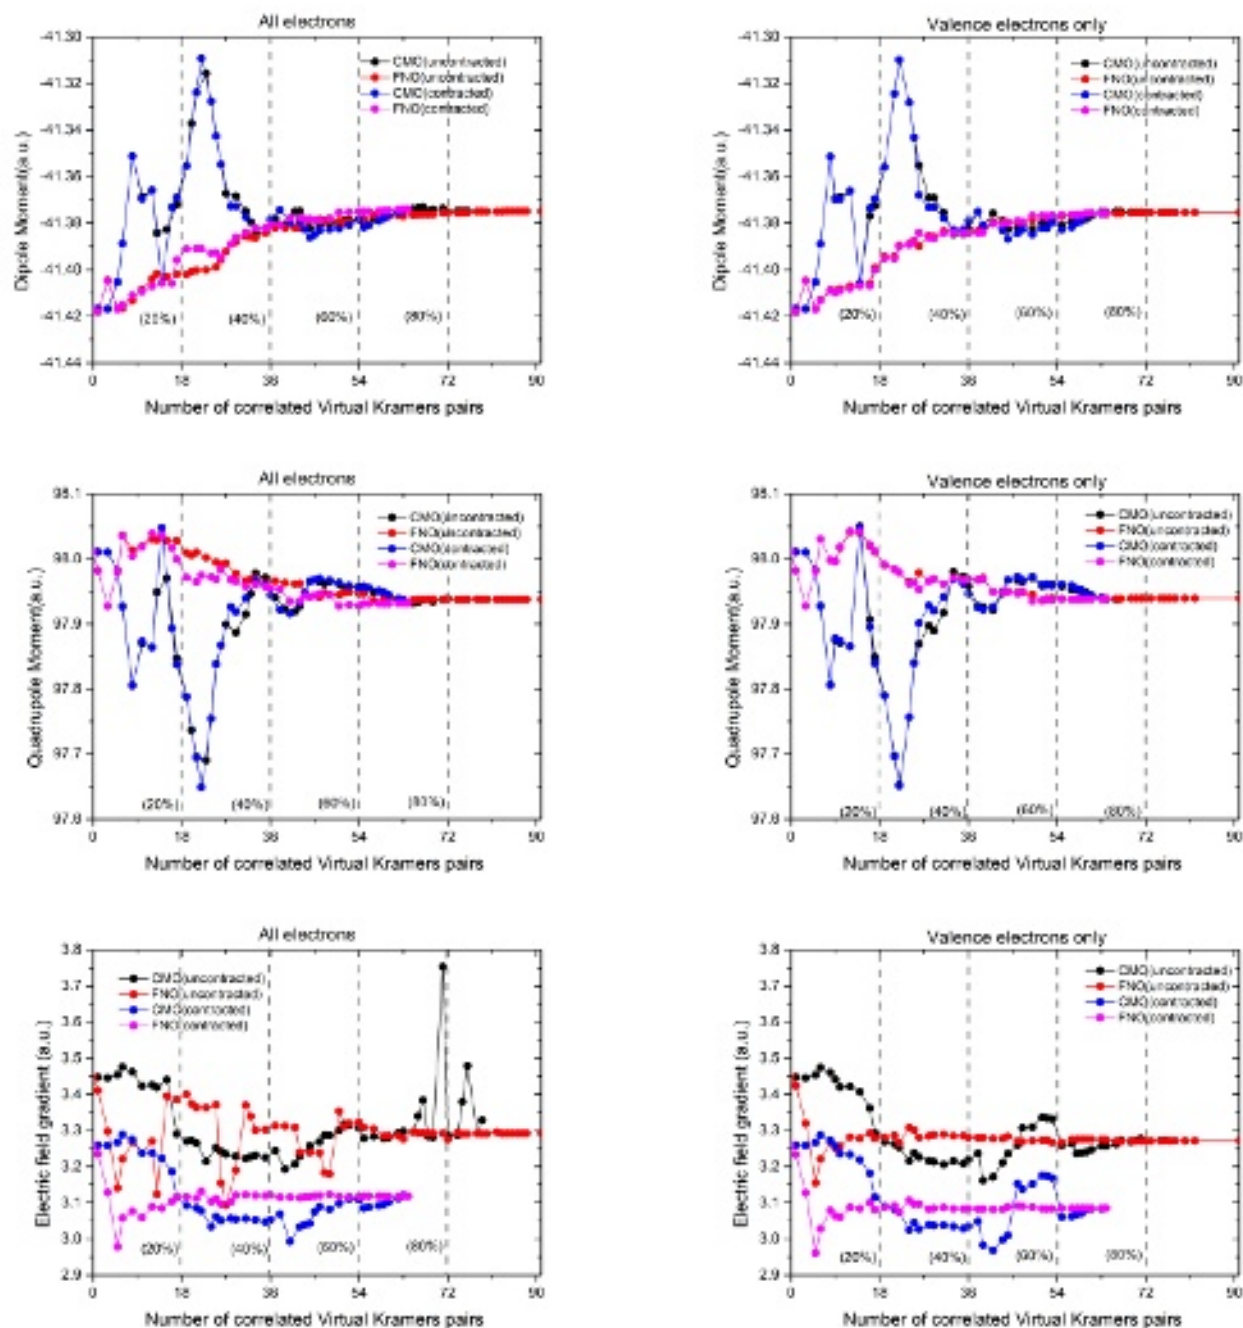 All electrons
-41.30
-41.32
-41.34
-41.36
-41.38
-41.40
-41.42
-41.44
Dipole Moment(a.u.)
CMO(uncontracted)
FNO(uncontracted)
CMO(contracted)
FNO(contracted)
(20%)
(40%)
(60%)
(80%)
0
18
36
54
72
90
Number of correlated Virtual Kramers pairs
Valence electrons only
-41.30
-41.32
-41.34
-41.36
-41.38
-41.40
-41.42
-41.44
Dipole Moment(a.u.)
CMO(uncontracted)
FNO(uncontracted)
CMO(contracted)
FNO(contracted)
(20%)
(40%)
(60%)
(80%)
0
18
36
54
72
90
Number of correlated Virtual Kramers pairs
All electrons
98.1
98.0
97.9
97.8
97.7
97.6
Quadrupole Moment(a.u.)
CMO(uncontracted)
FNO(uncontracted)
CMO(contracted)
FNO(contracted)
(20%)
(40%)
(60%)
(80%)
0
18
36
54
72
90
Number of correlated Virtual Kramers pairs
Valence electrons only
98.1
98.0
97.9
97.8
97.7
97.6
Quadrupole Moment(a.u.)
CMO(uncontracted)
FNO(uncontracted)
CMO(contracted)
FNO(contracted)
(20%)
(40%)
(60%)
(80%)
0
18
36
54
72
90
Number of correlated Virtual Kramers pairs
All electrons
3.8
3.7
3.6
3.5
3.4
3.3
3.2
3.1
3.0
2.9
Electric field gradient (a.u.)
CMO(uncontracted)
FNO(uncontracted)
CMO(contracted)
FNO(contracted)
(20%)
(40%)
(60%)
(80%)
0
18
36
54
72
90
Number of correlated Virtual Kramers pairs
Valence electrons only
3.8
3.7
3.6
3.5
3.4
3.3
3.2
3.1
3.0
2.9
Electric field gradient (a.u.)
CMO(uncontracted)
FNO(uncontracted)
CMO(contracted)
FNO(contracted)
(20%)
(40%)
(60%)
(80%)
0
18
36
54
72
90
Number of correlated Virtual Kramers pairs